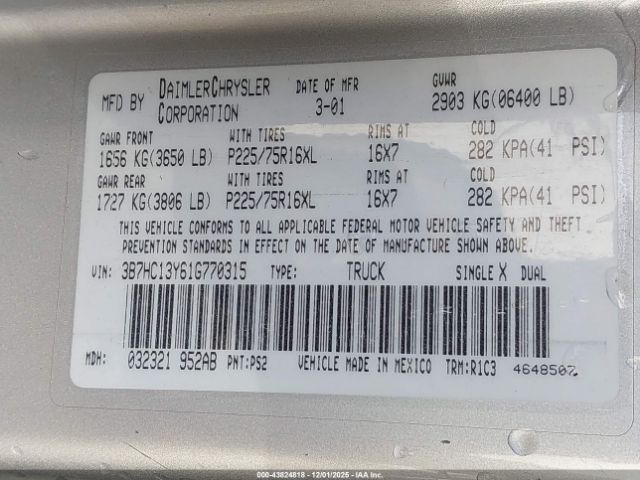 MFD BY DAIMLERCHRYSLER CORPORATION DATE OF MFR 3-01 GVWR 2903 KG(06400 LB)
GAWR FRONT WITH TIRES RIMS AT COLD
1656 KG(3650 LB) P225/75R16XL 16X7 282 KPA(41 PSI)
GAWR REAR WITH TIRES RIMS AT COLD
1727 KG(3806 LB) P225/75R16XL 16X7 282 KPA(41 PSI)
THIS VEHICLE CONFORMS TO ALL APPLICABLE FEDERAL MOTOR VEHICLE SAFETY AND THEFT
PREVENTION STANDARDS IN EFFECT ON THE DATE OF MANUFACTURE SHOWN ABOVE.
VIN: 3B7HC13Y61G770315 TYPE: TRUCK SINGLE X DUAL
MDH: 032321 952AB PNT:PS2 VEHICLE MADE IN MEXICO TRM:R1C3 4648507
000-43824818 - 12/01/2025 - IAA Inc.